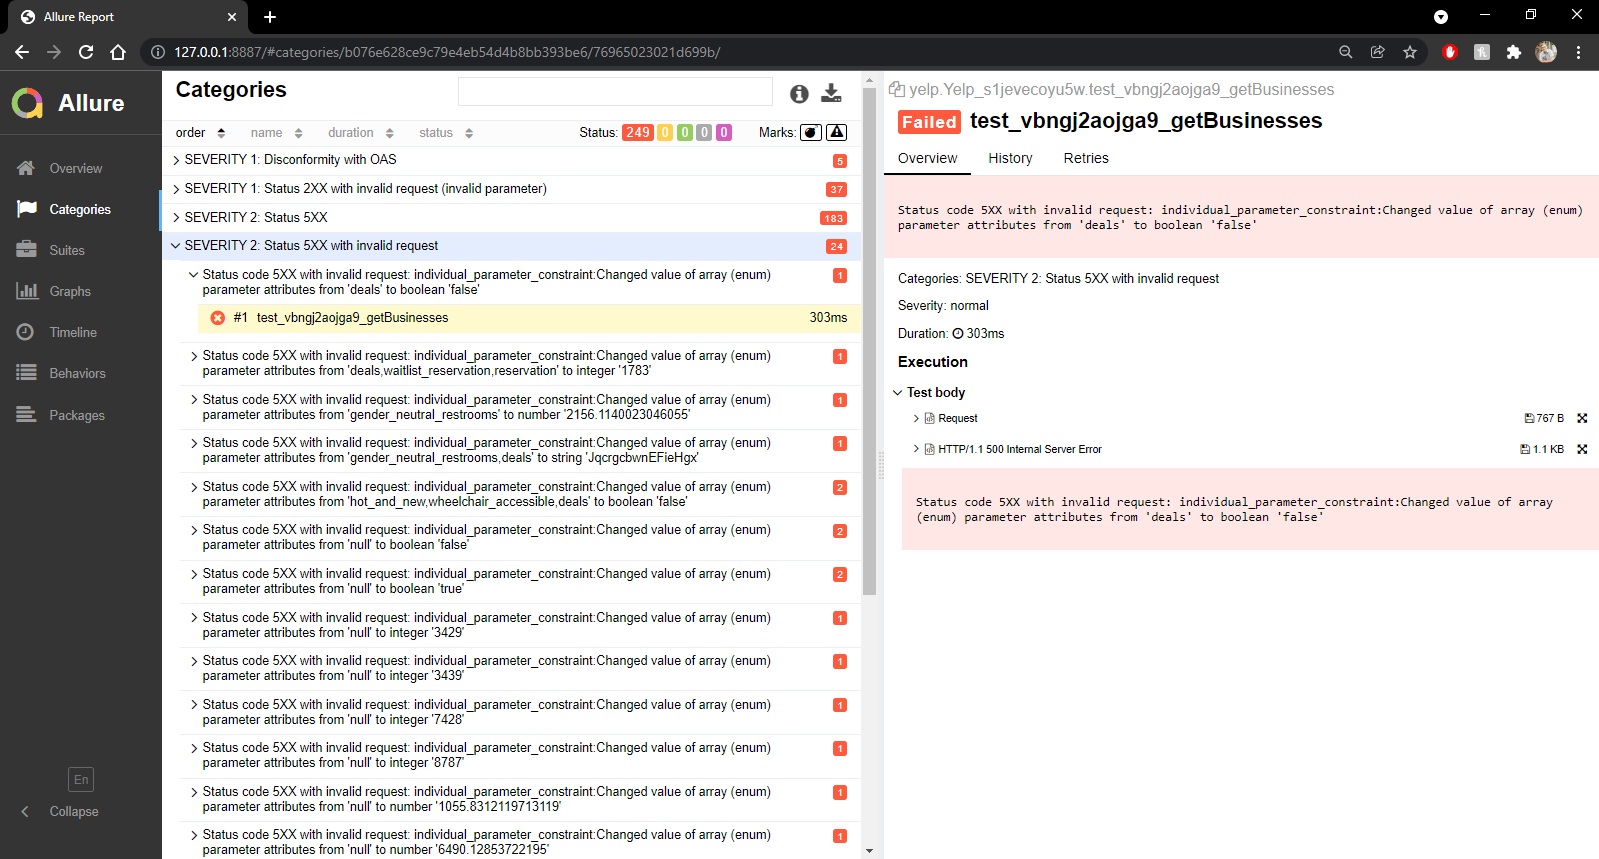 Allure Report
127.0.0.1:8887/#categories/b076e628ce9c79e4eb54d4b8bb393be6/76965023021d699b/
Allure
Overview
Categories
Suites
Graphs
Timeline
Behaviors
Packages
En
Collapse
Categories
order name duration status Status: 249 0 0 0 0 Marks:
SEVERITY 1: Disconformity with OAS 5
SEVERITY 1: Status 2XX with invalid request (invalid parameter) 37
SEVERITY 2: Status 5XX 183
SEVERITY 2: Status 5XX with invalid request 24
Status code 5XX with invalid request: individual_parameter_constraint:Changed value of array (enum) 1
parameter attributes from 'deals' to boolean 'false'
#1 test_vbngj2aojga9_getBusinesses 303ms
Status code 5XX with invalid request: individual_parameter_constraint:Changed value of array (enum) 1
parameter attributes from 'deals,waitlist_reservation,reservation' to integer '1783'
Status code 5XX with invalid request: individual_parameter_constraint:Changed value of array (enum) 1
parameter attributes from 'gender_neutral_restrooms' to number '2156.1140023046055'
Status code 5XX with invalid request: individual_parameter_constraint:Changed value of array (enum) 1
parameter attributes from 'gender_neutral_restrooms,deals' to string 'JqcrgcbwnEFieHgx'
Status code 5XX with invalid request: individual_parameter_constraint:Changed value of array (enum) 2
parameter attributes from 'hot_and_new,wheelchair_accessible,deals' to boolean 'false'
Status code 5XX with invalid request: individual_parameter_constraint:Changed value of array (enum) 2
parameter attributes from 'null' to boolean 'false'
Status code 5XX with invalid request: individual_parameter_constraint:Changed value of array (enum) 2
parameter attributes from 'null' to boolean 'true'
Status code 5XX with invalid request: individual_parameter_constraint:Changed value of array (enum) 1
parameter attributes from 'null' to integer '3429'
Status code 5XX with invalid request: individual_parameter_constraint:Changed value of array (enum) 1
parameter attributes from 'null' to integer '3439'
Status code 5XX with invalid request: individual_parameter_constraint:Changed value of array (enum) 1
parameter attributes from 'null' to integer '7428'
Status code 5XX with invalid request: individual_parameter_constraint:Changed value of array (enum) 1
parameter attributes from 'null' to integer '8787'
Status code 5XX with invalid request: individual_parameter_constraint:Changed value of array (enum) 1
parameter attributes from 'null' to number '1055.8312119713119'
Status code 5XX with invalid request: individual_parameter_constraint:Changed value of array (enum) 1
parameter attributes from 'null' to number '6490.12853722195'
yelp.Yelp_s1jevecoyu5w.test_vbngj2aojga9_getBusinesses
Failed test_vbngj2aojga9_getBusinesses
Overview History Retries
Status code 5XX with invalid request: individual_parameter_constraint:Changed value of array (enum)
parameter attributes from 'deals' to boolean 'false'
Categories: SEVERITY 2: Status 5XX with invalid request
Severity: normal
Duration: 303ms
Execution
Test body
Request 767 B
HTTP/1.1 500 Internal Server Error 1.1 KB
Status code 5XX with invalid request: individual_parameter_constraint:Changed value of array
(enum) parameter attributes from 'deals' to boolean 'false'